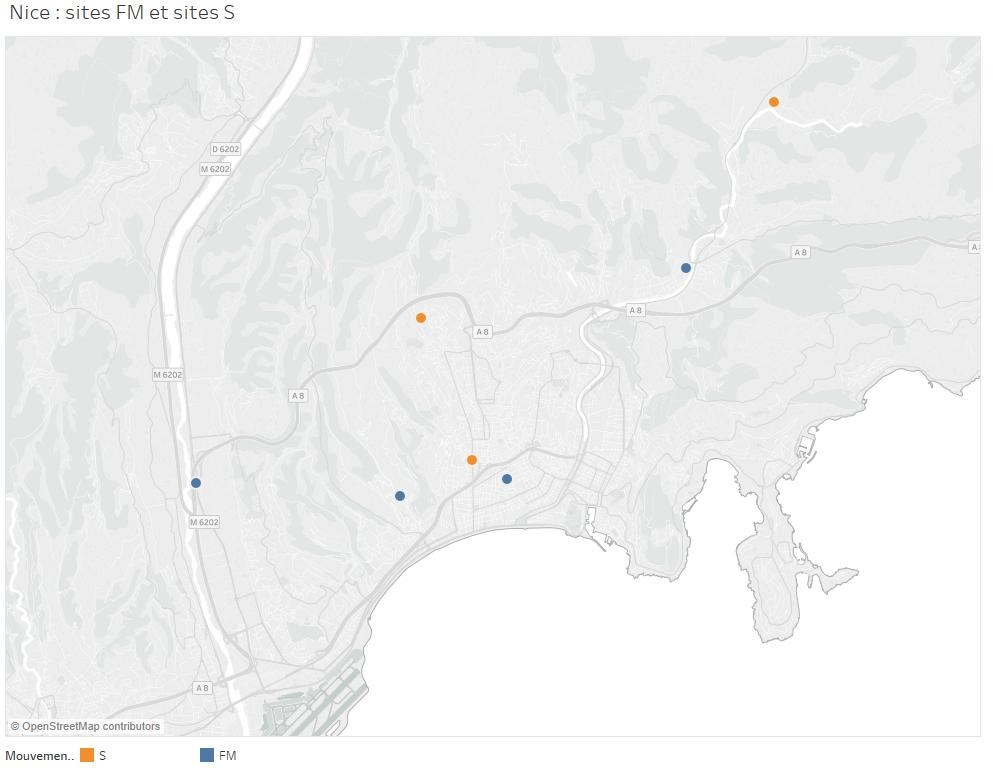 Nice : sites FM et sites S
D 6202
M 6202
A 8
A 8
A 8
A 8
M 6202
A 8
M 6202
A 8
© OpenStreetMap contributors
Mouvemen.. S FM